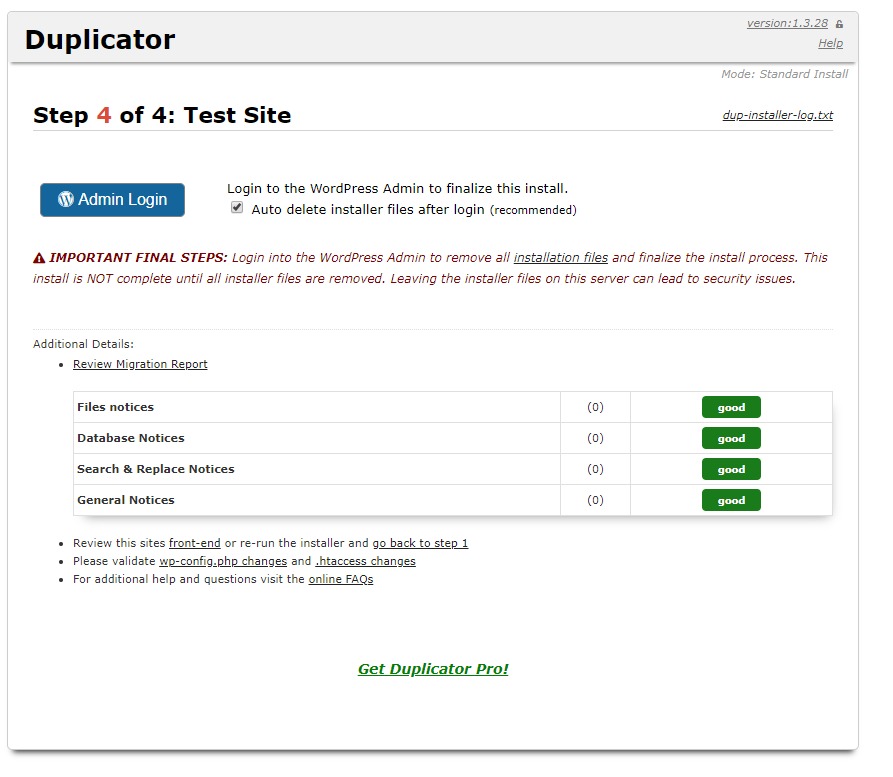 Duplicator
version:1.3.28
Help
Mode: Standard Install
Step 4 of 4: Test Site
dup-installer-log.txt
Admin Login
Login to the WordPress Admin to finalize this install.
Auto delete installer files after login (recommended)
IMPORTANT FINAL STEPS: Login into the WordPress Admin to remove all installation files and finalize the install process. This
install is NOT complete until all installer files are removed. Leaving the installer files on this server can lead to security issues.
Additional Details:
• Review Migration Report
Files notices (0) good
Database Notices (0) good
Search & Replace Notices (0) good
General Notices (0) good
• Review this sites front-end or re-run the installer and go back to step 1
• Please validate wp-config.php changes and .htaccess changes
• For additional help and questions visit the online FAQs
Get Duplicator Pro!